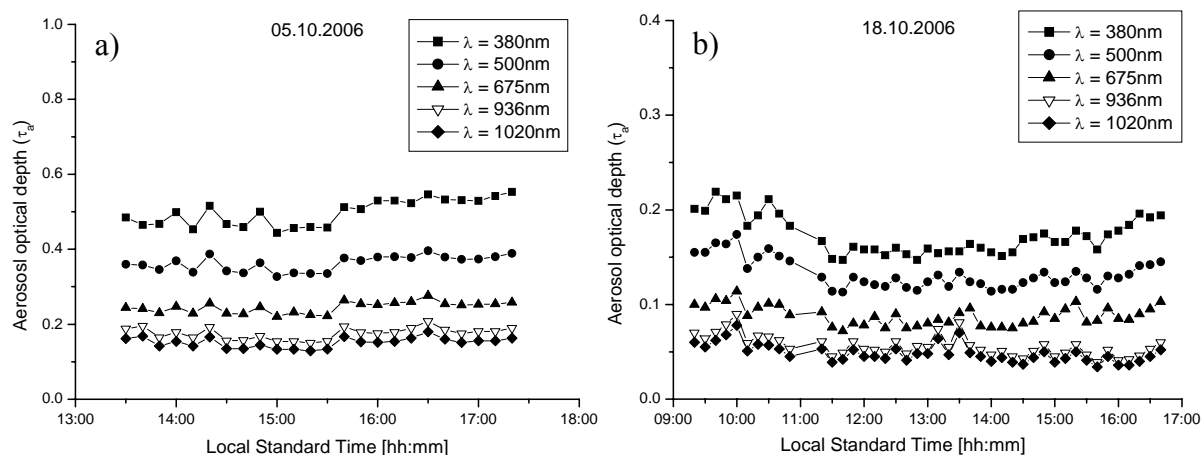 a)
05.10.2006
λ = 380nm
λ = 500nm
λ = 675nm
λ = 936nm
λ = 1020nm
1.0
0.8
0.6
0.4
0.2
0.0
Aerosol optical depth (τa)
13:00 14:00 15:00 16:00 17:00 18:00
Local Standard Time [hh:mm]
b)
18.10.2006
λ = 380nm
λ = 500nm
λ = 675nm
λ = 936nm
λ = 1020nm
0.4
0.3
0.2
0.1
0.0
Aerososl optical depth (τa)
09:00 10:00 11:00 12:00 13:00 14:00 15:00 16:00 17:00
Local Standard Time [hh:mm]